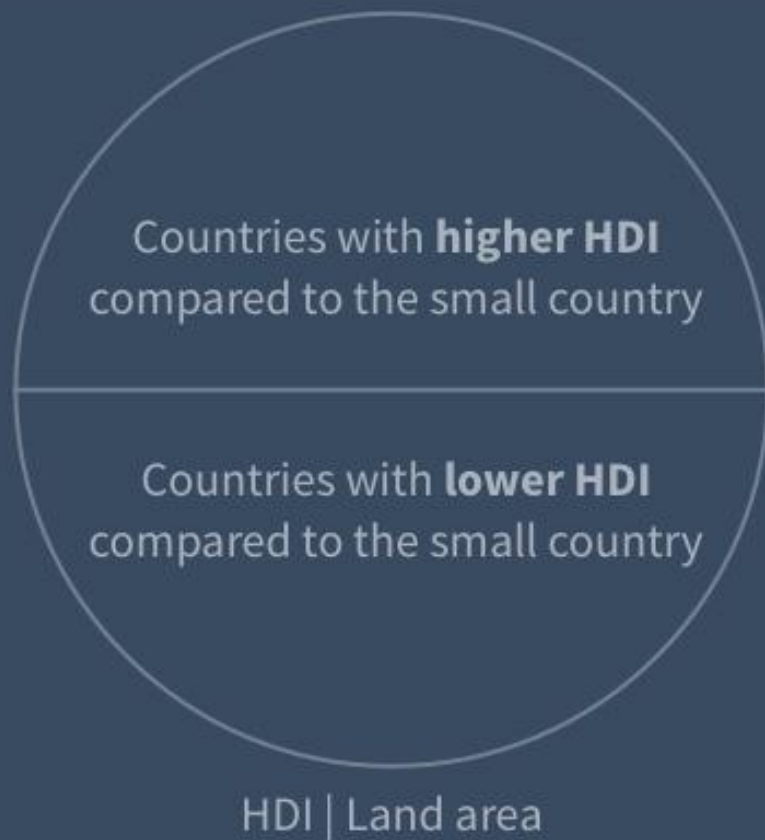 Countries with higher HDI
compared to the small country
Countries with lower HDI
compared to the small country
HDI | Land area